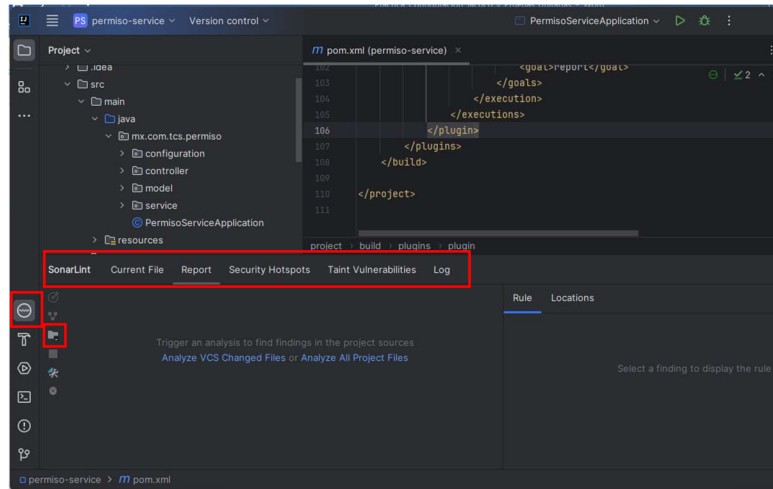 PS permiso-service Version control PermisoServiceApplication
Project
m pom.xml (permiso-service)
.idea
src
main
java
mx.com.tcs.permiso
configuration
controller
model
service
PermisoServiceApplication
resources
102 <goal>report</goal>
103 </goals>
104 </execution>
105 </executions>
106 </plugin>
107 </plugins>
108 </build>
109
110 </project>
111
2
project > build > plugins > plugin
SonarLint Current File Report Security Hotspots Taint Vulnerabilities Log
Trigger an analysis to find findings in the project sources
Analyze VCS Changed Files or Analyze All Project Files
Rule Locations
Select a finding to display the rule
permiso-service > m pom.xml